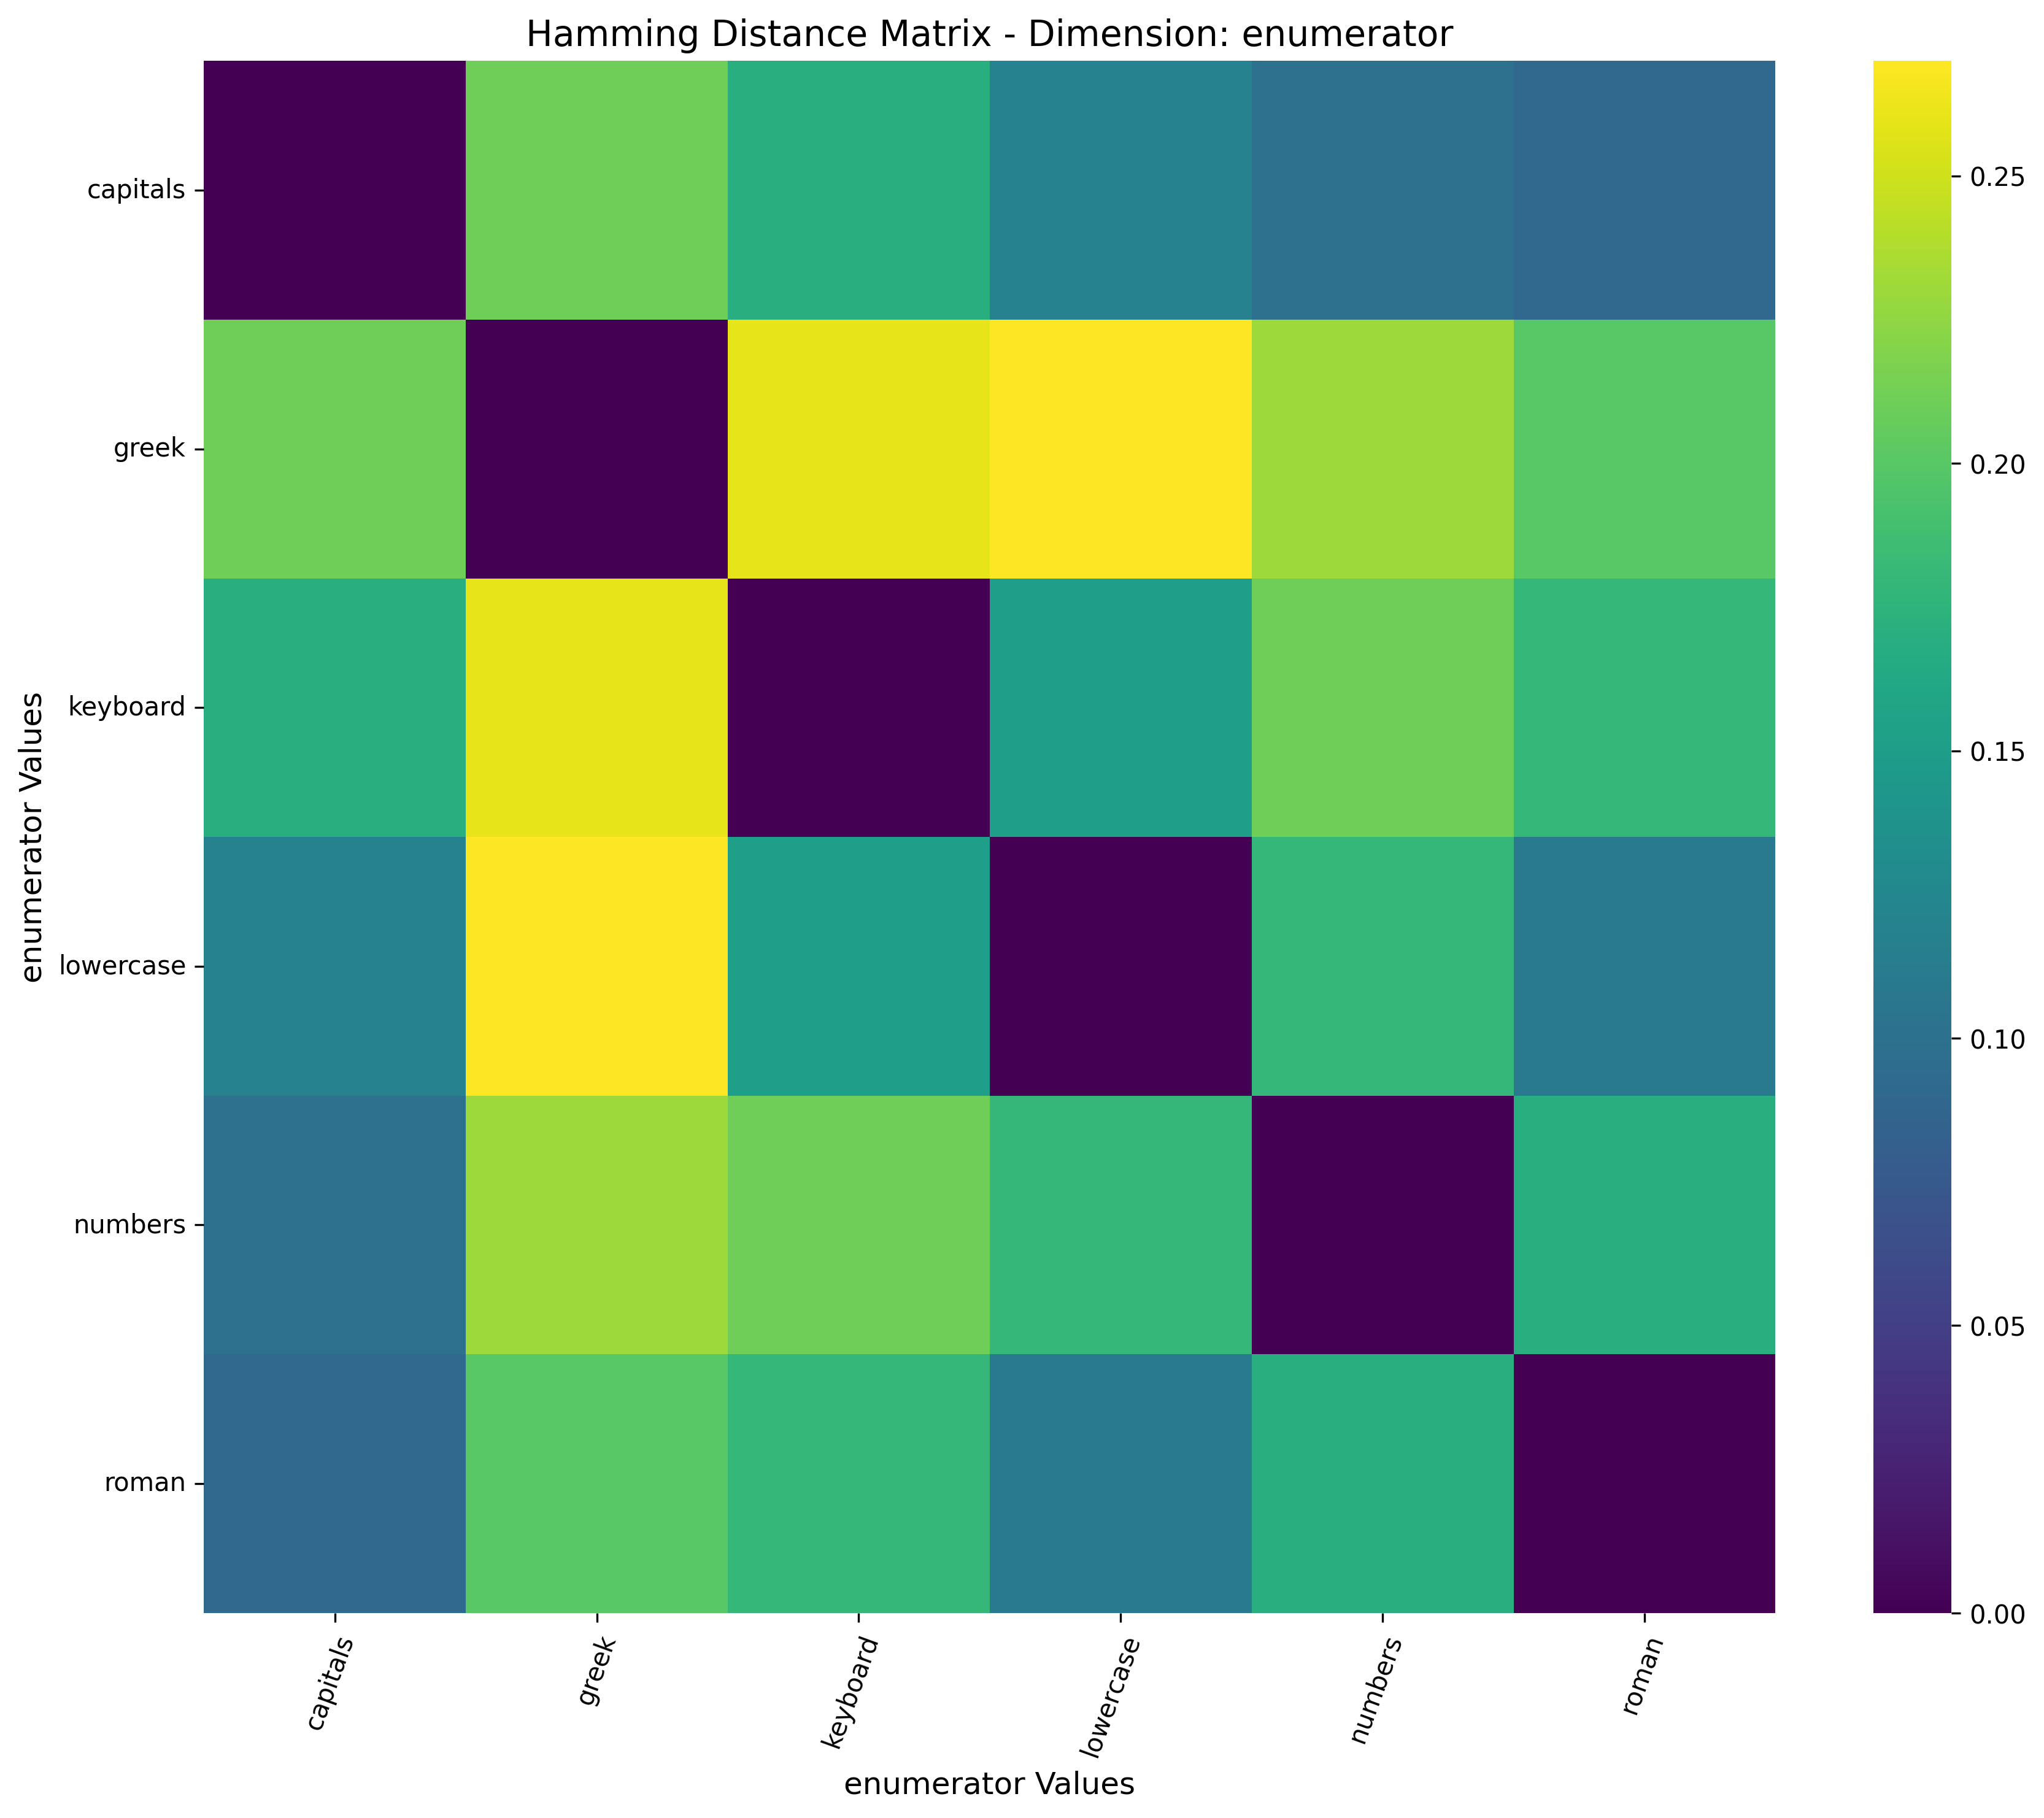 Hamming Distance Matrix - Dimension: enumerator
enumerator Values
capitals
greek
keyboard
lowercase
numbers
roman
capitals
greek
keyboard
lowercase
numbers
roman
enumerator Values
0.25
0.20
0.15
0.10
0.05
0.00